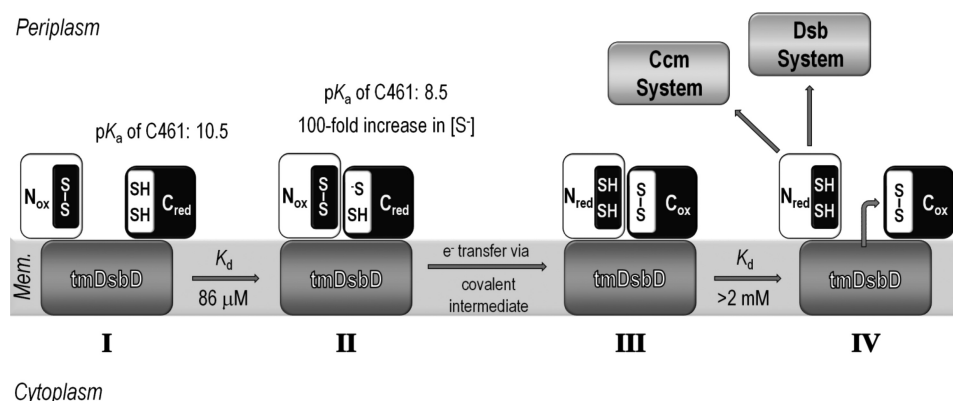 Periplasm
Dsb
System
Ccm
System
pKa of C461: 8.5
100-fold increase in [S-]
pKa of C461: 10.5
Nox
S
S
SH
SH
Cred
Nox
S
S
-S
SH
Cred
Nred
SH
SH
S
S
Cox
Nred
SH
SH
S
S
Cox
Mem.
tmDsbD
Kd
86 μM
tmDsbD
e- transfer via
covalent
intermediate
tmDsbD
Kd
>2 mM
tmDsbD
I
II
III
IV
Cytoplasm